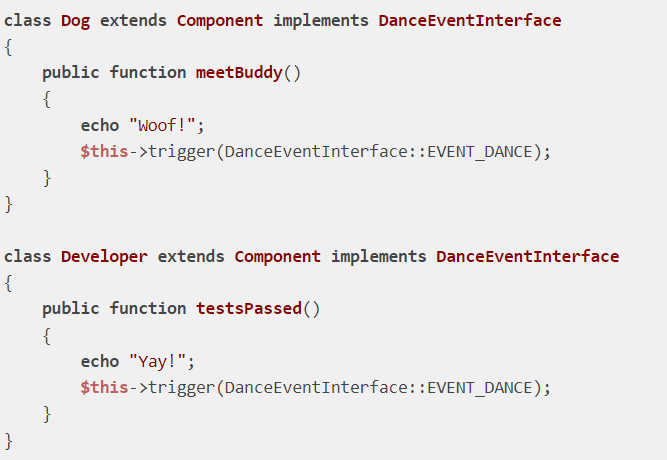 class Dog extends Component implements DanceEventInterface
{
    public function meetBuddy()
    {
        echo "Woof!";
        $this->trigger(DanceEventInterface::EVENT_DANCE);
    }
}

class Developer extends Component implements DanceEventInterface
{
    public function testsPassed()
    {
        echo "Yay!";
        $this->trigger(DanceEventInterface::EVENT_DANCE);
    }
}